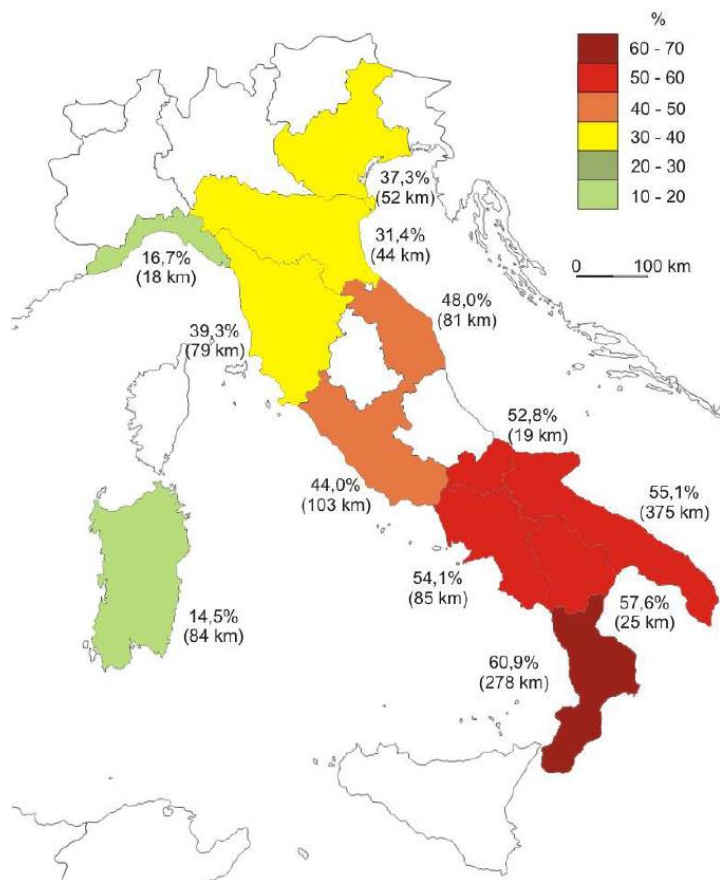 %
60 - 70
50 - 60
40 - 50
30 - 40
20 - 30
10 - 20
0 100 km
37,3%
(52 km)
31,4%
(44 km)
16,7%
(18 km)
48,0%
(81 km)
39,3%
(79 km)
52,8%
(19 km)
44,0%
(103 km)
55,1%
(375 km)
54,1%
(85 km)
57,6%
(25 km)
14,5%
(84 km)
60,9%
(278 km)